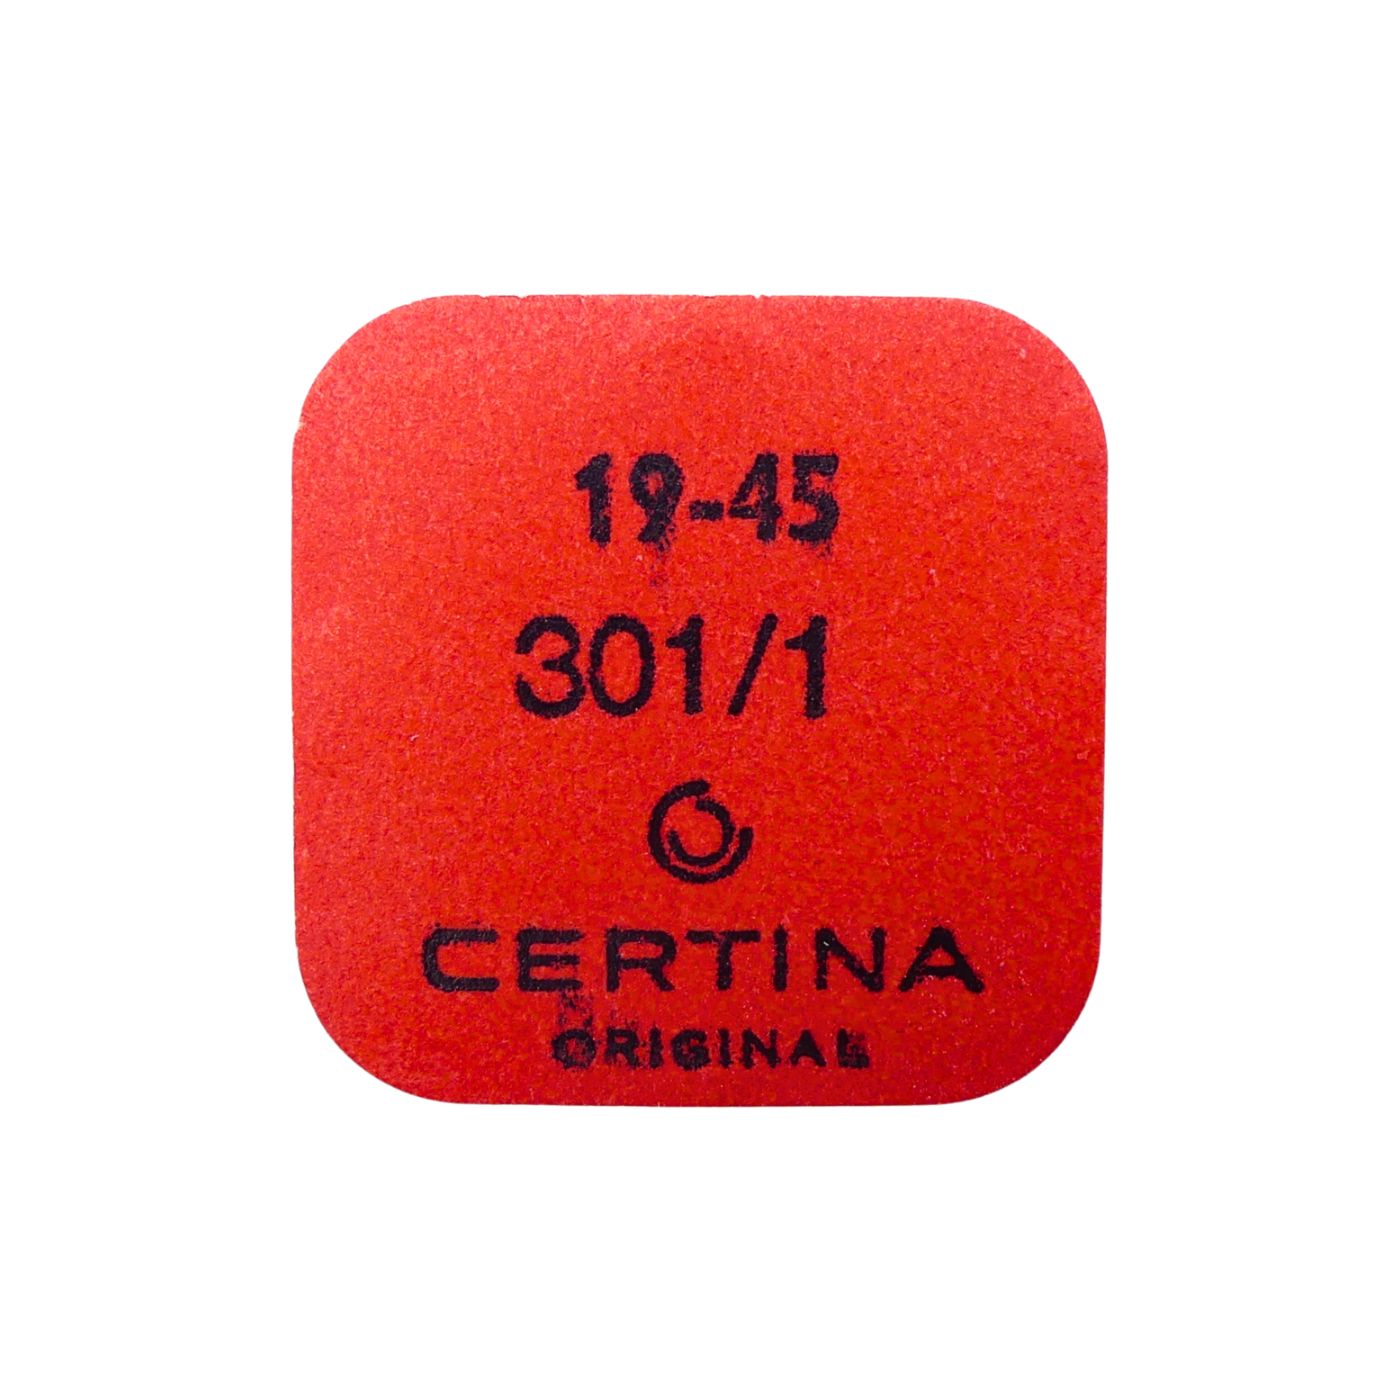 19-45
301/1
CERTINA
ORIGINAL